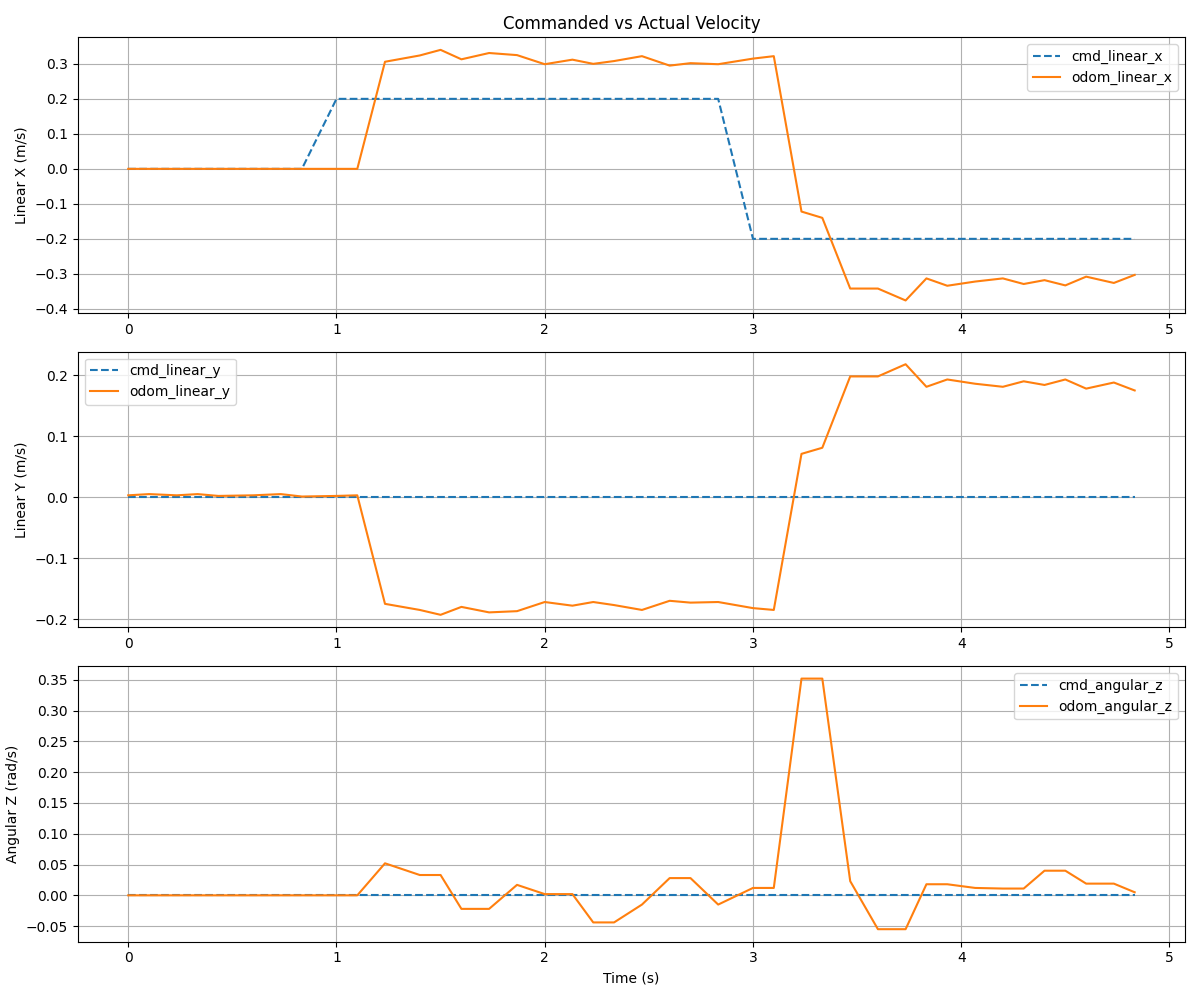 Commanded vs Actual Velocity
Linear X (m/s)
0.3
0.2
0.1
0.0
−0.1
−0.2
−0.3
−0.4
cmd_linear_x
odom_linear_x
0 1 2 3 4 5
Linear Y (m/s)
0.2
0.1
0.0
−0.1
−0.2
cmd_linear_y
odom_linear_y
0 1 2 3 4 5
Angular Z (rad/s)
0.35
0.30
0.25
0.20
0.15
0.10
0.05
0.00
−0.05
cmd_angular_z
odom_angular_z
0 1 2 3 4 5
Time (s)